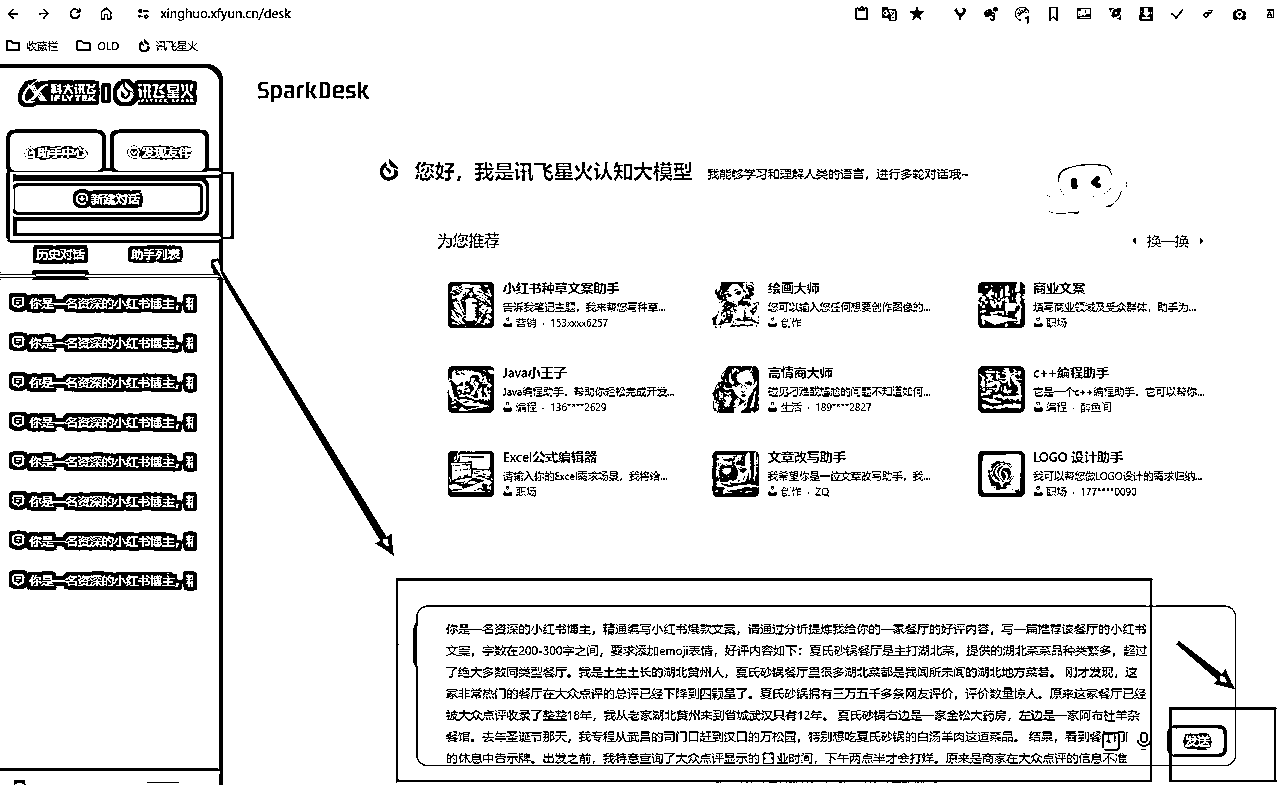 xinghuo.xfyun.cn/desk
收藏栏 OLD 讯飞星火
科大讯飞 讯飞星火
SparkDesk
助手中心 发现友伴
新建对话
历史对话 助手列表
你是一名资深的小红书博主，
你是一名资深的小红书博主，
你是一名资深的小红书博主，
你是一名资深的小红书博主，
你是一名资深的小红书博主，
你是一名资深的小红书博主，
你是一名资深的小红书博主，
你是一名资深的小红书博主，
您好，我是讯飞星火认知大模型 我能够学习和理解人类的语言，进行多轮对话哦~
为您推荐 换一换
小红书种草文案助手
告诉我笔记主题，我来帮您写种草...
营销 · 153xxxx6257
绘画大师
您可以输入您任何想要创作图像的...
创作
商业文案
填写商业领域及受众群体，助手为...
职场
Java小王子
Java编程助手，帮助你轻松完成开发...
编程 · 136****2629
高情商大师
碰见刁难或尴尬的问题不知道如何...
生活 · 189****2827
c++编程助手
它是一个c++编程助手，它可以帮你...
编程 · 醉鱼间
Excel公式编辑器
请输入你的Excel需求场景，我将给...
职场
文章改写助手
我希望你是一位文章改写助手，我...
创作 · ZQ
LOGO 设计助手
我可以帮您做LOGO设计的需求归纳...
职场 · 177****0090
你是一名资深的小红书博主，精通编写小红书爆款文案，请通过分析提炼我给你的一家餐厅的好评内容，写一篇推荐该餐厅的小红书
文案，字数在200-300字之间，要求添加emoji表情，好评内容如下：夏氏砂锅餐厅是主打湖北菜，提供的湖北菜菜品种类繁多，超过
了绝大多数同类型餐厅。我是土生土长的湖北黄州人，夏氏砂锅餐厅里很多湖北菜都是我闻所未闻的湖北地方菜肴。 刚才发现，这
家非常热门的餐厅在大众点评的总评已经下降到四颗星了。夏氏砂锅拥有三万五千多条网友评价，评价数量惊人。原来这家餐厅已经
被大众点评收录了整整18年，我从老家湖北黄州来到省城武汉只有12年。 夏氏砂锅右边是一家金松大药房，左边是一家阿布牡羊杂
餐馆。去年圣诞节那天，我专程从武昌的司门口赶到汉口的万松园，特别想吃夏氏砂锅的白汤羊肉这道菜品。 结果，看到餐
的休息中告示牌。出发之前，我特意查询了大众点评显示的 业时间，下午两点半才会打烊。原来是商家在大众点评的信息不准
发送